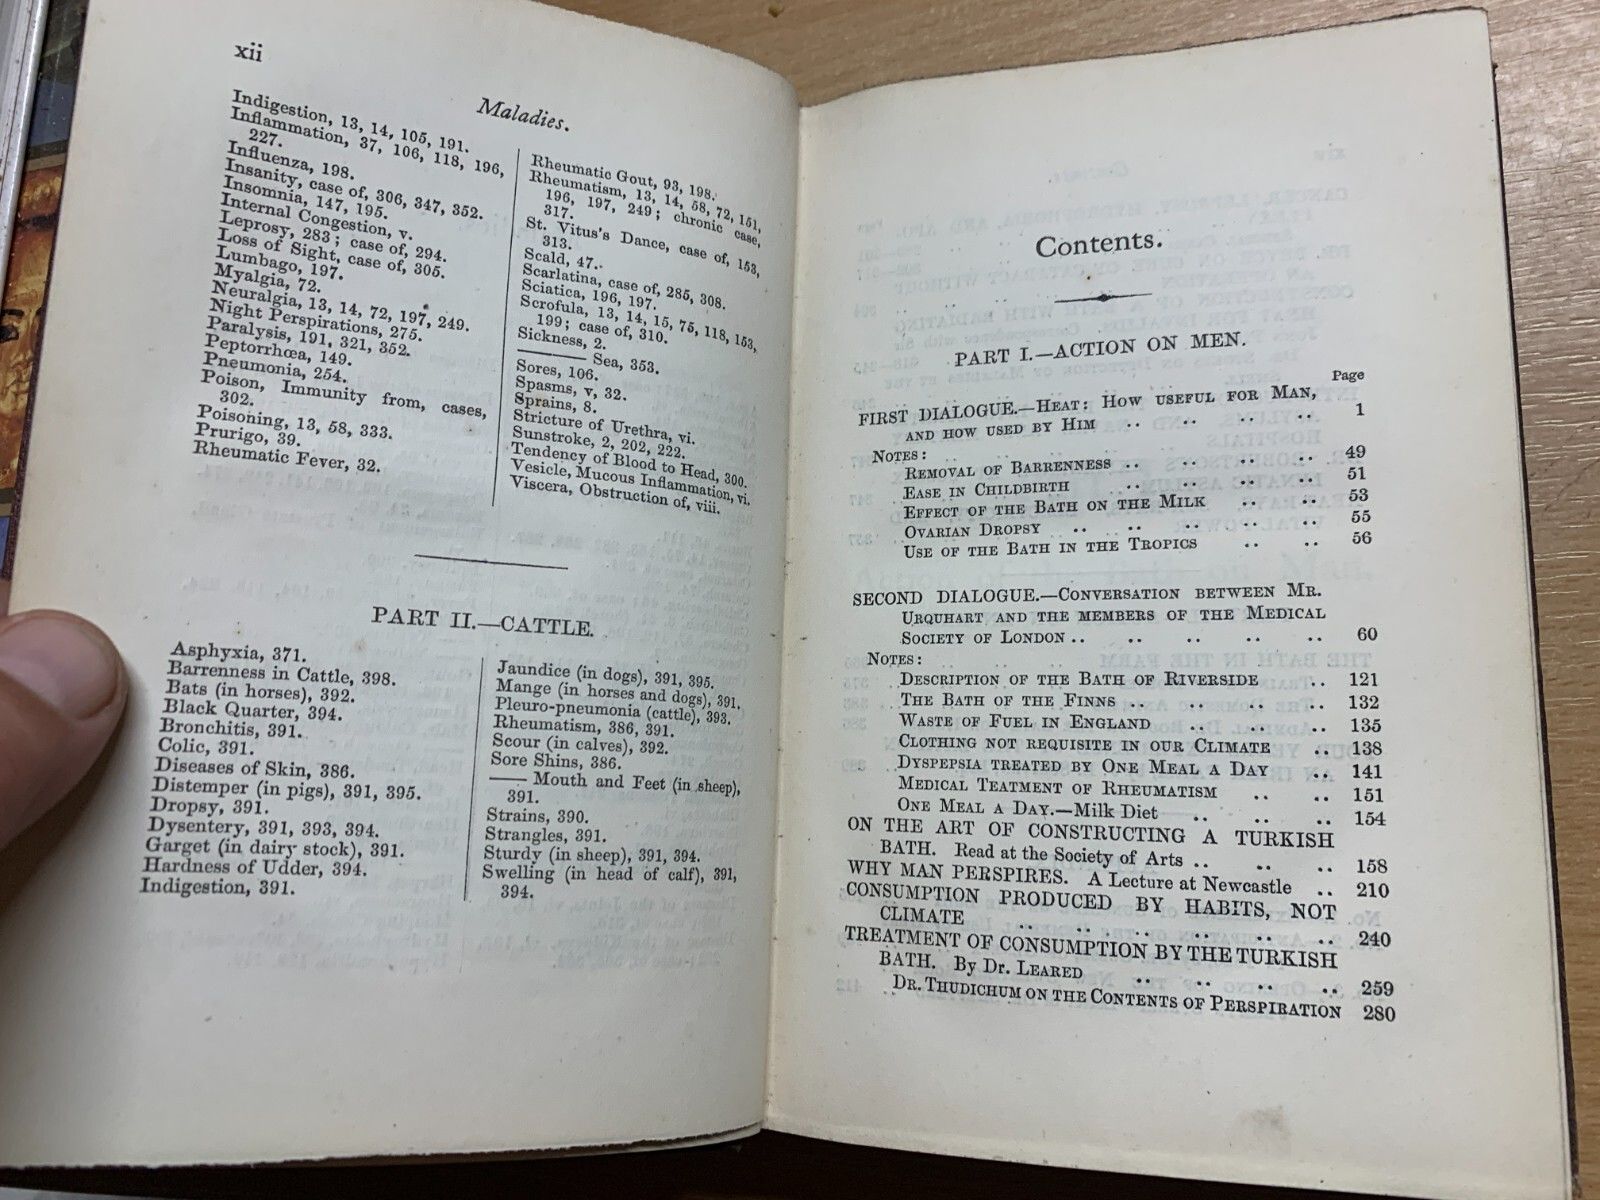 xii
Maladies.
Indigestion, 13, 14, 105, 191.
Inflammation, 37, 106, 118, 196,
227.
Influenza, 198.
Insanity, case of, 306, 347, 352.
Insomnia, 147, 195.
Internal Congestion, v.
Leprosy, 283; case of, 294.
Loss of Sight, case of, 305.
Lumbago, 197.
Myalgia, 72.
Neuralgia, 13, 14, 72, 197, 249.
Night Perspirations, 275.
Paralysis, 191, 321, 352.
Peptorrhœa, 149.
Pneumonia, 254.
Poison, Immunity from, cases,
302.
Poisoning, 13, 58, 333.
Prurigo, 39.
Rheumatic Fever, 32.
Rheumatic Gout, 93, 198.
Rheumatism, 13, 14, 58, 72, 151,
196, 197, 249; chronic case,
317.
St. Vitus's Dance, case of, 153,
313.
Scald, 47.
Scarlatina, case of, 285, 308.
Sciatica, 196, 197.
Scrofula, 13, 14, 15, 75, 118, 153,
199; case of, 310.
Sickness, 2.
—— Sea, 353.
Sores, 106.
Spasms, v, 32.
Sprains, 8.
Stricture of Urethra, vi.
Sunstroke, 2, 202, 222.
Tendency of Blood to Head, 300.
Vesicle, Mucous Inflammation, vi.
Viscera, Obstruction of, viii.
PART II.—CATTLE.
Asphyxia, 371.
Barrenness in Cattle, 398.
Bats (in horses), 392.
Black Quarter, 394.
Bronchitis, 391.
Colic, 391.
Diseases of Skin, 386.
Distemper (in pigs), 391, 395.
Dropsy, 391.
Dysentery, 391, 393, 394.
Garget (in dairy stock), 391.
Hardness of Udder, 394.
Indigestion, 391.
Jaundice (in dogs), 391, 395.
Mange (in horses and dogs), 391.
Pleuro-pneumonia (cattle), 393.
Rheumatism, 386, 391.
Scour (in calves), 392.
Sore Shins, 386.
—— Mouth and Feet (in sheep),
391.
Strains, 390.
Strangles, 391.
Sturdy (in sheep), 391, 394.
Swelling (in head of calf), 391,
394.
Contents.
PART I.—ACTION ON MEN.
Page
FIRST DIALOGUE.—HEAT: HOW USEFUL FOR MAN,
AND HOW USED BY HIM .. .. .. .. 1
NOTES:
REMOVAL OF BARRENNESS .. .. .. .. 49
EASE IN CHILDBIRTH .. .. .. .. 51
EFFECT OF THE BATH ON THE MILK .. .. 53
OVARIAN DROPSY .. .. .. .. .. 55
USE OF THE BATH IN THE TROPICS .. .. 56
SECOND DIALOGUE.—CONVERSATION BETWEEN MR.
URQUHART AND THE MEMBERS OF THE MEDICAL
SOCIETY OF LONDON .. .. .. .. .. 60
NOTES:
DESCRIPTION OF THE BATH OF RIVERSIDE .. 121
THE BATH OF THE FINNS .. .. .. .. 132
WASTE OF FUEL IN ENGLAND .. .. .. 135
CLOTHING NOT REQUISITE IN OUR CLIMATE .. 138
DYSPEPSIA TREATED BY ONE MEAL A DAY .. 141
MEDICAL TEATMENT OF RHEUMATISM .. .. 151
ONE MEAL A DAY.—Milk Diet .. .. .. 154
ON THE ART OF CONSTRUCTING A TURKISH
BATH. Read at the Society of Arts .. .. .. 158
WHY MAN PERSPIRES. A Lecture at Newcastle .. 210
CONSUMPTION PRODUCED BY HABITS, NOT
CLIMATE .. .. .. .. .. .. 240
TREATMENT OF CONSUMPTION BY THE TURKISH
BATH. By DR. LEARED .. .. .. .. 259
DR. THUDICHUM ON THE CONTENTS OF PERSPIRATION 280